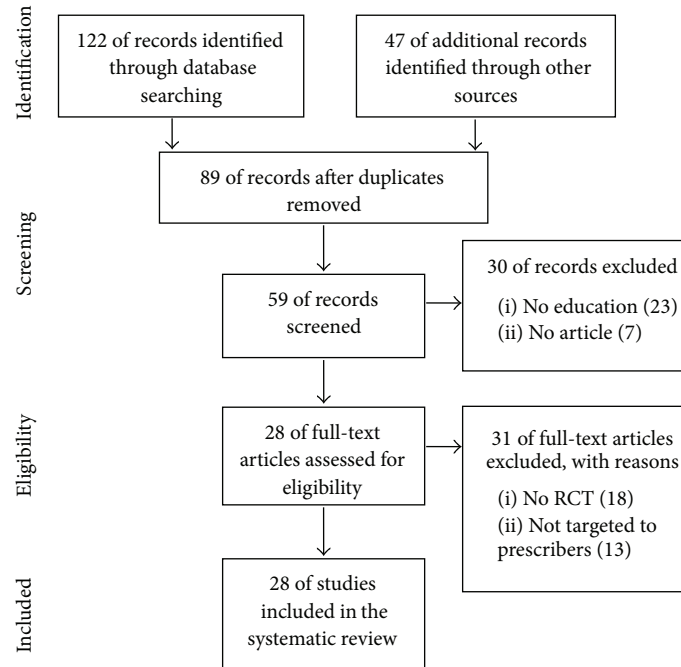 Identification
122 of records identified
through database
searching
47 of additional records
identified through other
sources
89 of records after duplicates
removed
Screening
59 of records
screened
30 of records excluded
(i) No education (23)
(ii) No article (7)
Eligibility
28 of full-text
articles assessed for
eligibility
31 of full-text articles
excluded, with reasons
(i) No RCT (18)
(ii) Not targeted to
prescribers (13)
Included
28 of studies
included in the
systematic review